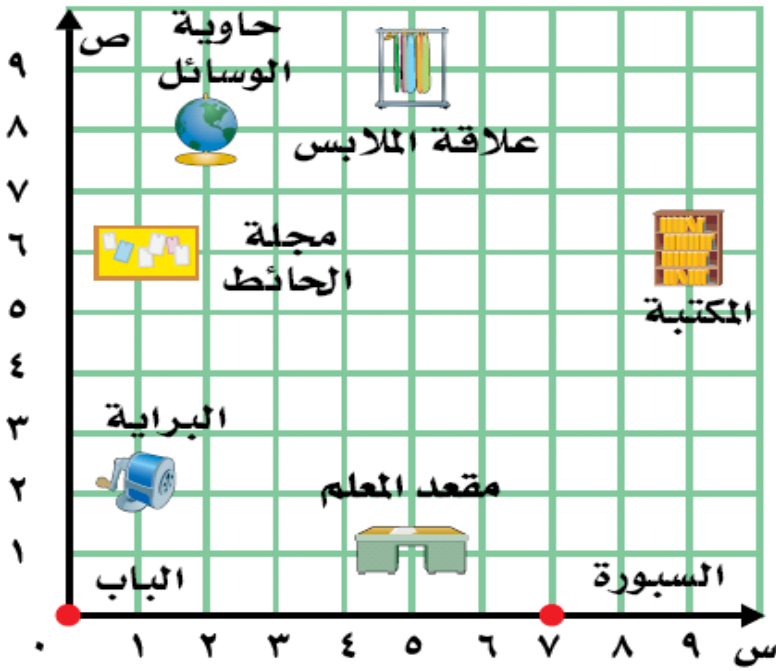 ص
حاوية
الوسائل
علاقة الملابس
مجلة
الحائط
المكتبة
البراية
مقعد المعلم
الباب
السبورة
٩
٨
٧
٦
٥
٤
٣
٢
١
٠ ١ ٢ ٣ ٤ ٥ ٦ ٧ ٨ ٩ س